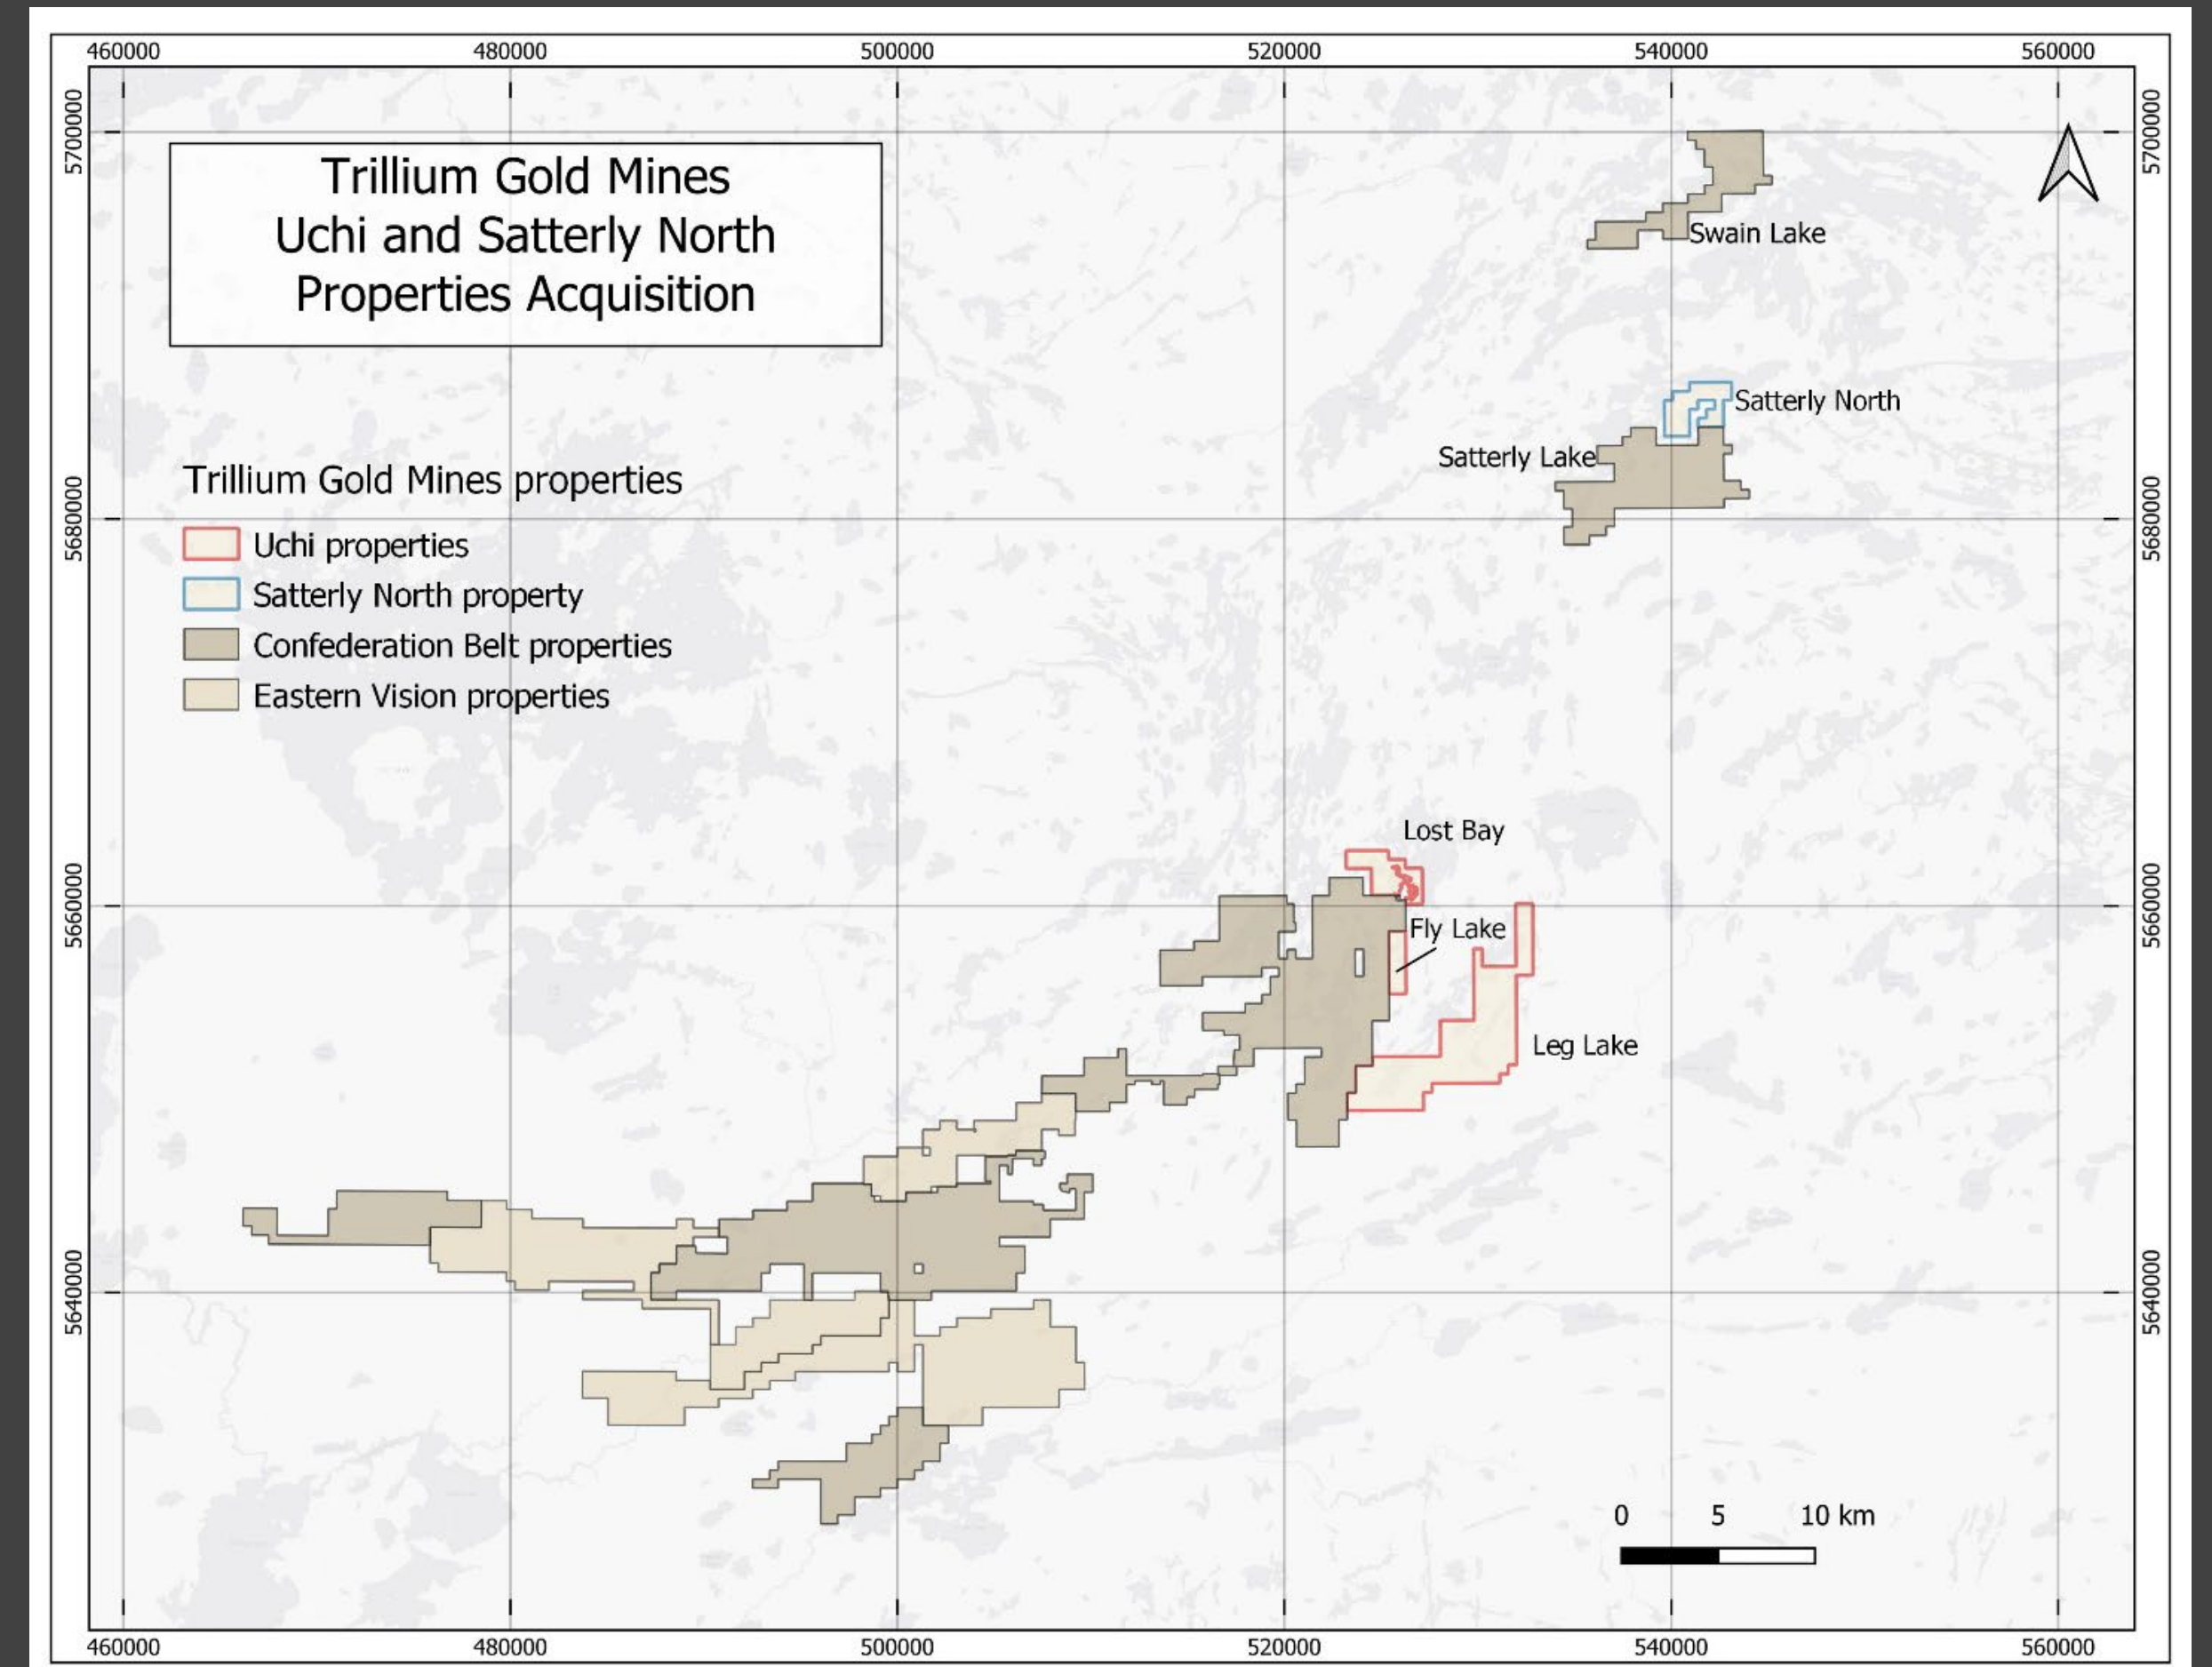 460000 480000 500000 520000 540000 560000
5700000 5700000
Trillium Gold Mines
Uchi and Satterly North
Properties Acquisition
Swain Lake
Satterly North
Satterly Lake
Trillium Gold Mines properties
5680000 5680000
Uchi properties
Satterly North property
Confederation Belt properties
Eastern Vision properties
Lost Bay
5660000 5660000
Fly Lake
Leg Lake
5640000 5640000
0 5 10 km
460000 480000 500000 520000 540000 560000